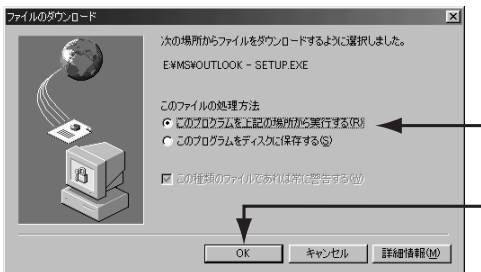 ファイルのダウンロード
次の場所からファイルをダウンロードするように選択しました。
E:¥MS¥OUTLOOK - SETUP.EXE
このファイルの処理方法
このプログラムを上記の場所から実行する(R)
このプログラムをディスクに保存する(S)
この種類のファイルであれば常に警告する(W)
OK
キャンセル
詳細情報(M)